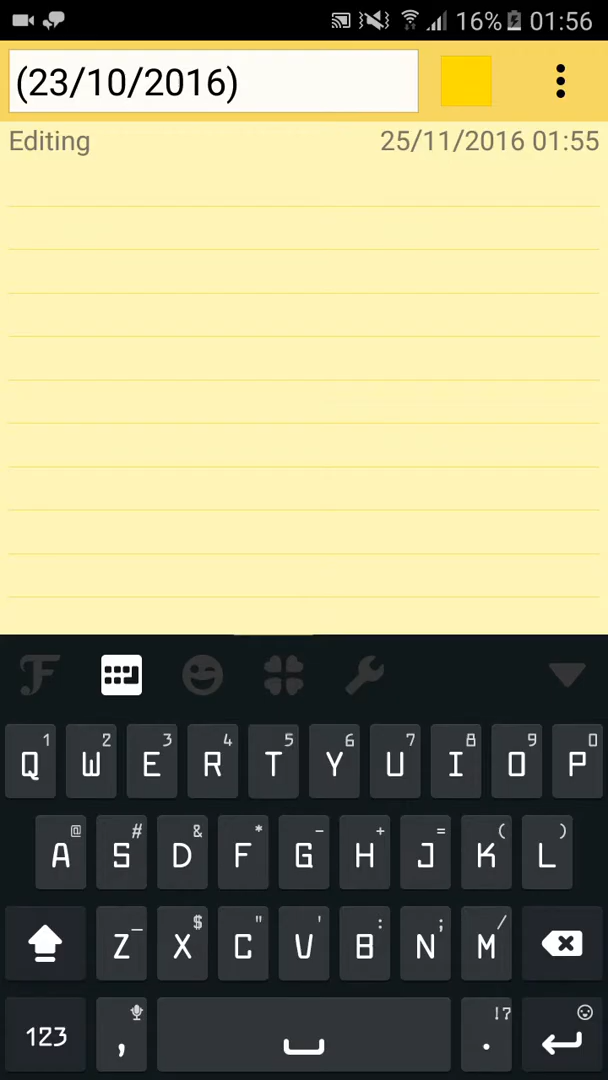 16% 01:56
(23/10/2016)
Editing 25/11/2016 01:55
F
1 2 3 4 5 6 7 8 9 0
Q W E R T Y U I O P
@ # & * - + = ( )
A S D F G H J K L
_ $ " ' : ; /
Z X C V B N M
!?
123 , .